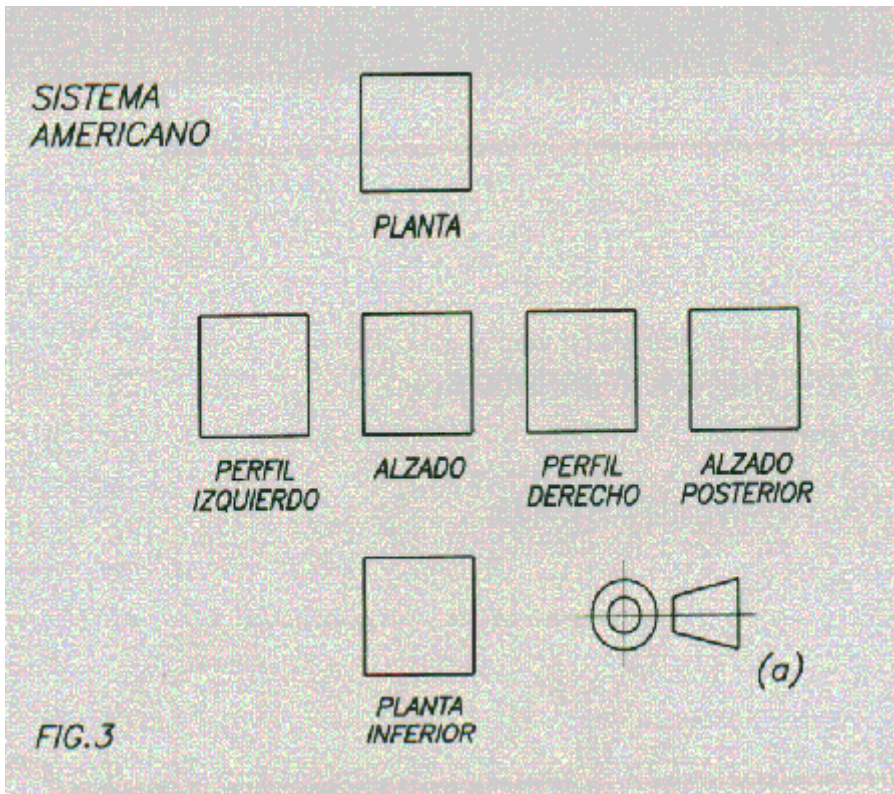 SISTEMA
AMERICANO
PLANTA
PERFIL
IZQUIERDO
ALZADO
PERFIL
DERECHO
ALZADO
POSTERIOR
PLANTA
INFERIOR
(a)
FIG.3